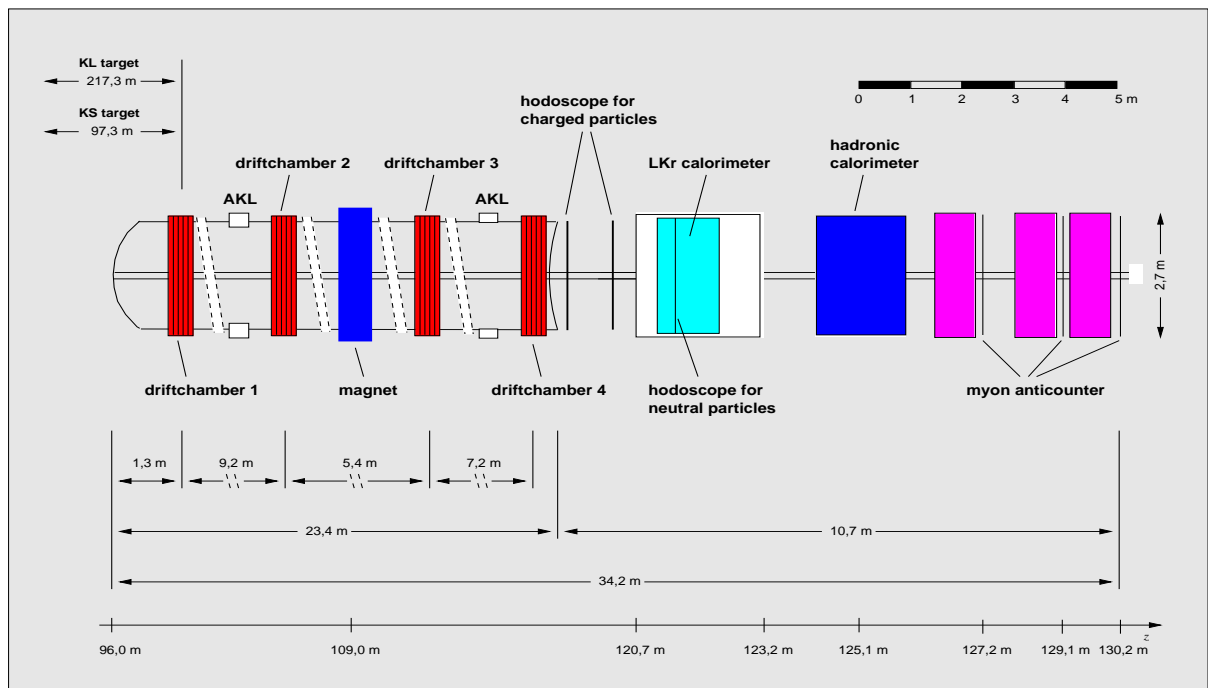 KL target
217,3 m
KS target
97,3 m
hodoscope for
charged particles
0 1 2 3 4 5 m
driftchamber 2
driftchamber 3
LKr calorimeter
hadronic
calorimeter
AKL
AKL
2,7 m
driftchamber 1
magnet
driftchamber 4
hodoscope for
neutral particles
myon anticounter
1,3 m
9,2 m
5,4 m
7,2 m
23,4 m
10,7 m
34,2 m
z
96,0 m
109,0 m
120,7 m
123,2 m
125,1 m
127,2 m
129,1 m
130,2 m